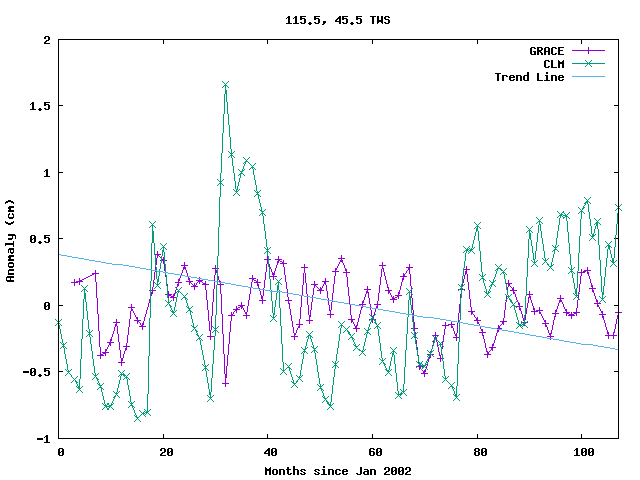 115.5, 45.5 TWS
GRACE
CLM
Trend Line
2
1.5
1
0.5
0
-0.5
-1
Anomaly (cm)
0 20 40 60 80 100
Months since Jan 2002